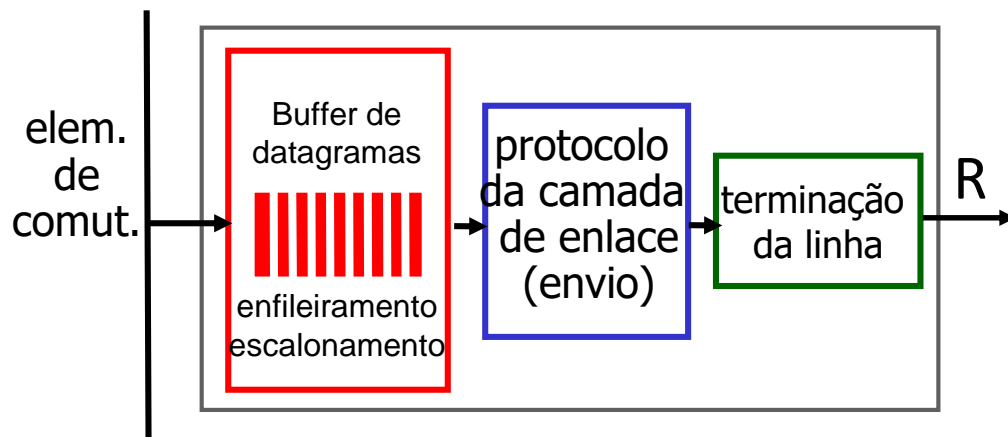 elem.
de
comut.
Buffer de
datagramas
enfileiramento
escalonamento
protocolo
da camada
de enlace
(envio)
terminação
da linha
R